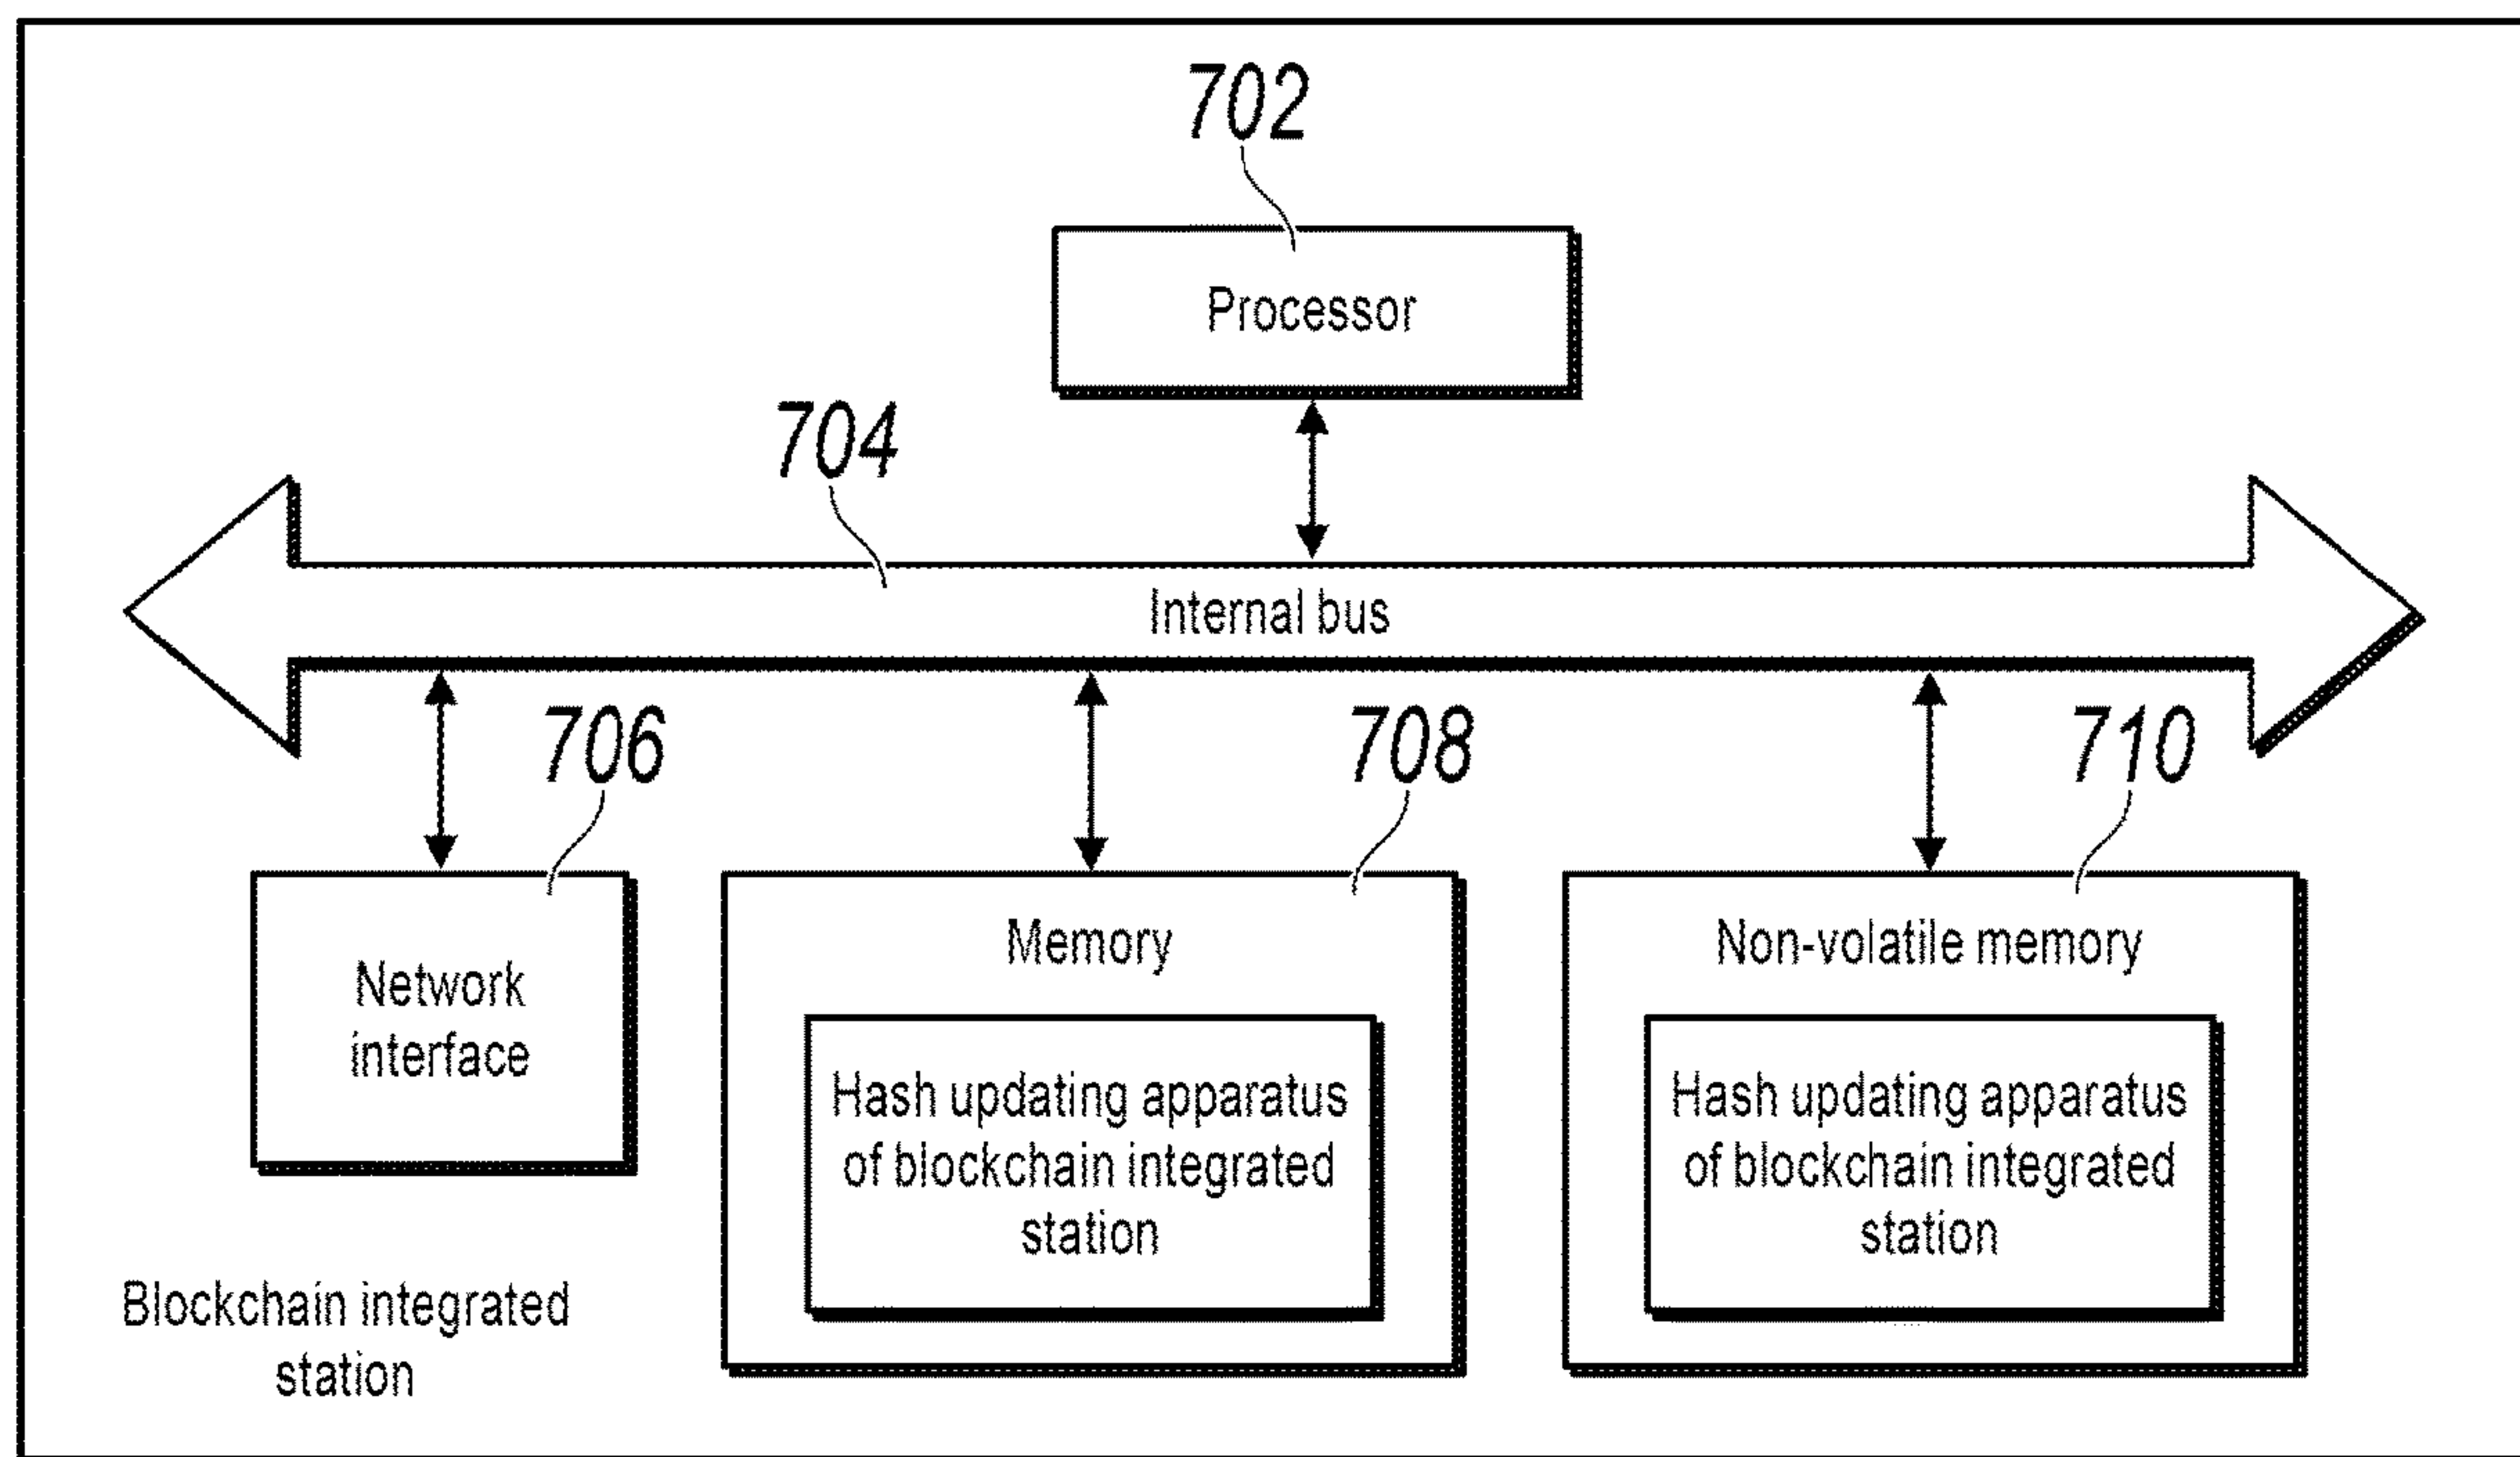 702
Processor
704
Internal bus
706
708
710
Network
interface
Memory
Hash updating apparatus
of blockchain integrated
station
Non-volatile memory
Hash updating apparatus
of blockchain integrated
station
Blockchain integrated
station